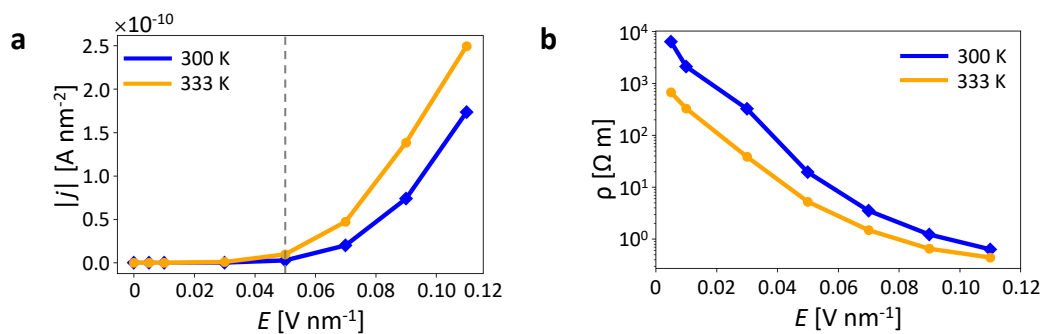 a
×10⁻¹⁰
2.5
2.0
1.5
1.0
0.5
0.0
|j| [A nm⁻²]
300 K
333 K
0 0.02 0.04 0.06 0.08 0.10 0.12
E [V nm⁻¹]
b
10⁴
10³
10²
10¹
10⁰
ρ [Ω m]
300 K
333 K
0 0.02 0.04 0.06 0.08 0.10 0.12
E [V nm⁻¹]